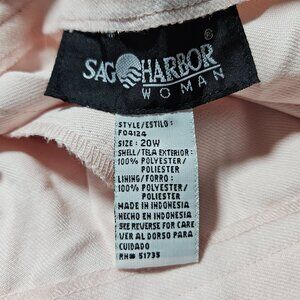 SAG HARBOR®
WOMAN
STYLE/ESTILO:
FO4124
SIZE: 20W
SHELL/TELA EXTERIOR:
100% POLYESTER/
POLIESTER
LINING/FORRO:
100% POLYESTER/
POLIESTER
MADE IN INDONESIA
HECHO EN INDONESIA
SEE REVERSE FOR CARE
VER AL DORSO PARA
CUIDADO
RN# 51735